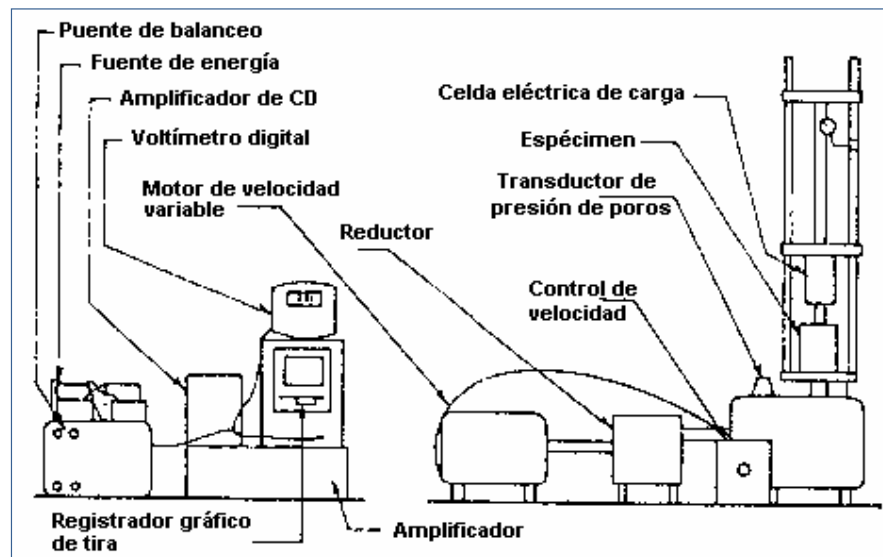 Puente de balanceo
Fuente de energía
Amplificador de CD
Voltímetro digital
Motor de velocidad
variable
Reductor
Celda eléctrica de carga
Espécimen
Transductor de
presión de poros
Control de
velocidad
Registrador gráfico
de tira
Amplificador